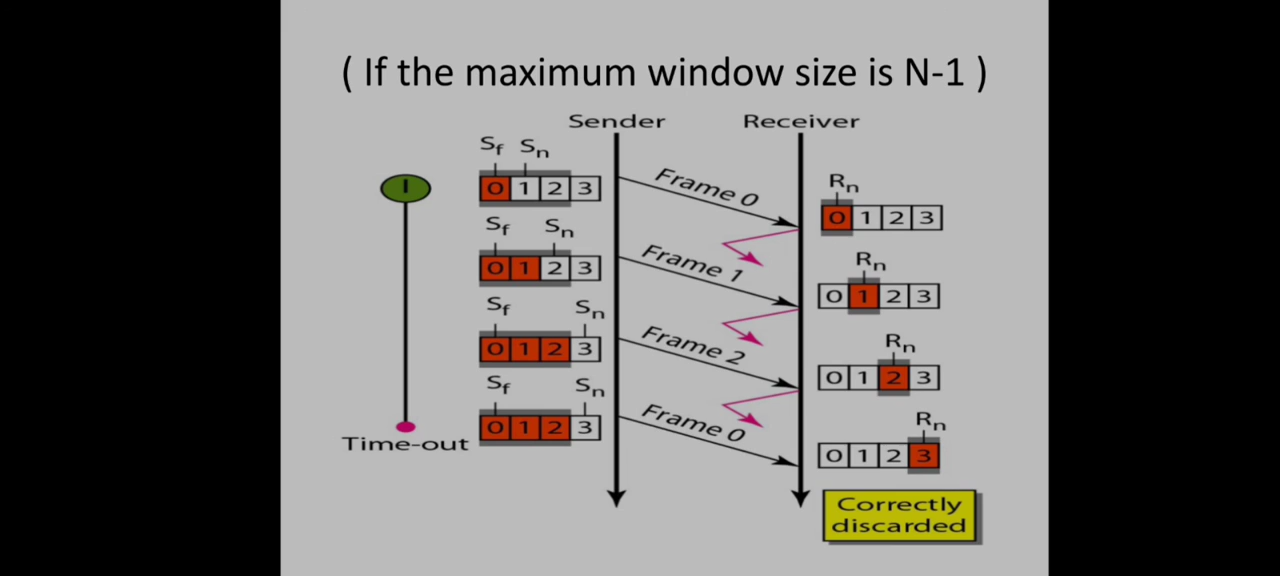 ( If the maximum window size is N-1 )
Sender Receiver
Sf Sn
0 1 2 3
Frame 0
Rn
0 1 2 3
Sf Sn
0 1 2 3
Frame 1
Rn
0 1 2 3
Sf Sn
0 1 2 3
Frame 2
Rn
0 1 2 3
Sf Sn
0 1 2 3
Frame 0
Rn
0 1 2 3
Time-out
Correctly
discarded